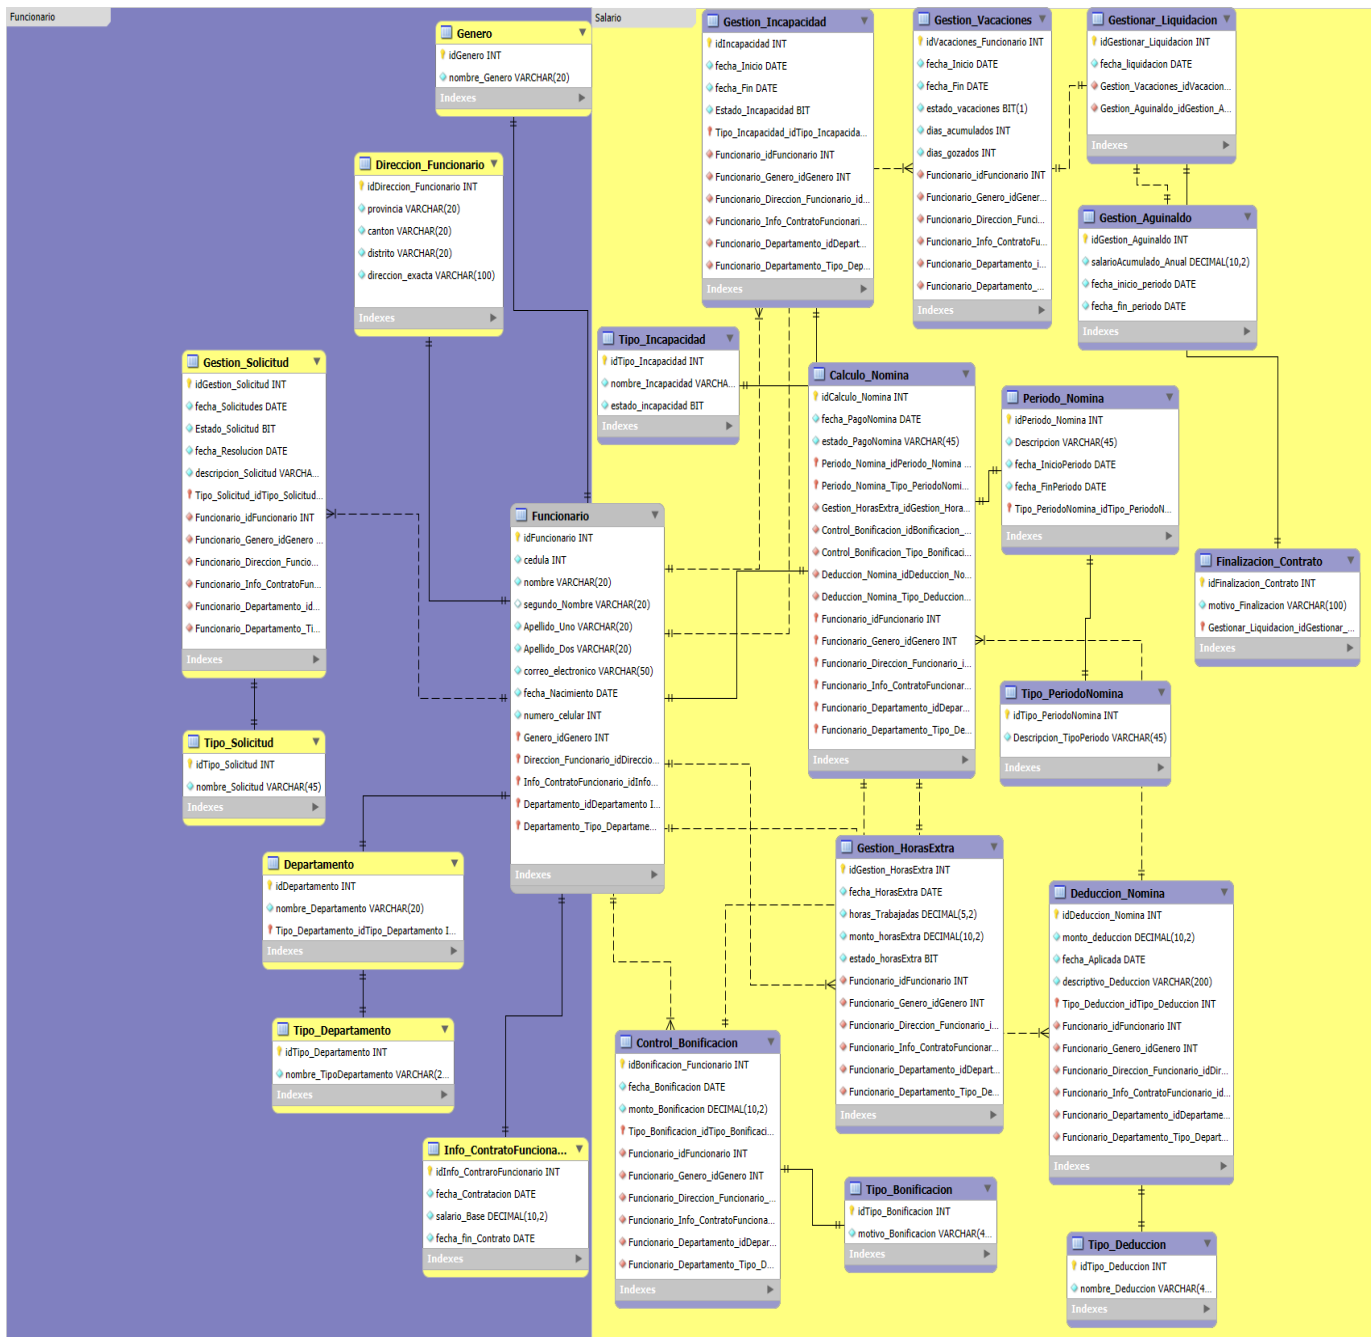 Funcionario
Salario
Genero
idGenero INT
nombre_Genero VARCHAR(20)
Indexes
Direccion_Funcionario
idDireccion_Funcionario INT
provincia VARCHAR(20)
canton VARCHAR(20)
distrito VARCHAR(20)
direccion_exacta VARCHAR(100)
Indexes
Gestion_Solicitud
idGestion_Solicitud INT
fecha_Solicitudes DATE
Estado_Solicitud BIT
fecha_Resolucion DATE
descripcion_Solicitud VARCHA...
Tipo_Solicitud_idTipo_Solicitud...
Funcionario_idFuncionario INT
Funcionario_Genero_idGenero ...
Funcionario_Direccion_Funcio...
Funcionario_Info_ContratoFun...
Funcionario_Departamento_id...
Funcionario_Departamento_Ti...
Indexes
Tipo_Solicitud
idTipo_Solicitud INT
nombre_Solicitud VARCHAR(45)
Indexes
Departamento
idDepartamento INT
nombre_Departamento VARCHAR(20)
Tipo_Departamento_idTipo_Departamento I...
Indexes
Tipo_Departamento
idTipo_Departamento INT
nombre_TipoDepartamento VARCHAR(2...
Indexes
Info_ContratoFunciona...
idInfo_ContraroFuncionario INT
fecha_Contratacion DATE
salario_Base DECIMAL(10,2)
fecha_fin_Contrato DATE
Indexes
Funcionario
idFuncionario INT
cedula INT
nombre VARCHAR(20)
segundo_Nombre VARCHAR(20)
Apellido_Uno VARCHAR(20)
Apellido_Dos VARCHAR(20)
correo_electronico VARCHAR(50)
fecha_Nacimiento DATE
numero_celular INT
Genero_idGenero INT
Direccion_Funcionario_idDireccio...
Info_ContratoFuncionario_idInfo...
Departamento_idDepartamento I...
Departamento_Tipo_Departame...
Indexes
Gestion_Incapacidad
idIncapacidad INT
fecha_Inicio DATE
fecha_Fin DATE
Estado_Incapacidad BIT
Tipo_Incapacidad_idTipo_Incapacida...
Funcionario_idFuncionario INT
Funcionario_Genero_idGenero INT
Funcionario_Direccion_Funcionario_id...
Funcionario_Info_ContratoFuncionari...
Funcionario_Departamento_idDepart...
Funcionario_Departamento_Tipo_Dep...
Indexes
Gestion_Vacaciones
idVacaciones_Funcionario INT
fecha_Inicio DATE
fecha_Fin DATE
estado_vacaciones BIT(1)
dias_acumulados INT
dias_gozados INT
Funcionario_idFuncionario INT
Funcionario_Genero_idGener...
Funcionario_Direccion_Funci...
Funcionario_Info_ContratoFu...
Funcionario_Departamento_i...
Funcionario_Departamento_...
Indexes
Gestionar_Liquidacion
idGestionar_Liquidacion INT
fecha_liquidacion DATE
Gestion_Vacaciones_idVacacion...
Gestion_Aguinaldo_idGestion_A...
Indexes
Gestion_Aguinaldo
idGestion_Aguinaldo INT
salarioAcumulado_Anual DECIMAL(10,2)
fecha_inicio_periodo DATE
fecha_fin_periodo DATE
Indexes
Tipo_Incapacidad
idTipo_Incapacidad INT
nombre_Incapacidad VARCHA...
estado_incapacidad BIT
Indexes
Calculo_Nomina
idCalculo_Nomina INT
fecha_PagoNomina DATE
estado_PagoNomina VARCHAR(45)
Periodo_Nomina_idPeriodo_Nomina ...
Periodo_Nomina_Tipo_PeriodoNomi...
Gestion_HorasExtra_idGestion_Hora...
Control_Bonificacion_idBonificacion_...
Control_Bonificacion_Tipo_Bonificaci...
Deduccion_Nomina_idDeduccion_No...
Deduccion_Nomina_Tipo_Deduccion...
Funcionario_idFuncionario INT
Funcionario_Genero_idGenero INT
Funcionario_Direccion_Funcionario_i...
Funcionario_Info_ContratoFuncionar...
Funcionario_Departamento_idDepar...
Funcionario_Departamento_Tipo_De...
Indexes
Periodo_Nomina
idPeriodo_Nomina INT
Descripcion VARCHAR(45)
fecha_InicioPeriodo DATE
fecha_FinPeriodo DATE
Tipo_PeriodoNomina_idTipo_PeriodoN...
Indexes
Finalizacion_Contrato
idFinalizacion_Contrato INT
motivo_Finalizacion VARCHAR(100)
Gestionar_Liquidacion_idGestionar_...
Indexes
Tipo_PeriodoNomina
idTipo_PeriodoNomina INT
Descripcion_TipoPeriodo VARCHAR(45)
Indexes
Gestion_HorasExtra
idGestion_HorasExtra INT
fecha_HorasExtra DATE
horas_Trabajadas DECIMAL(5,2)
monto_horasExtra DECIMAL(10,2)
estado_horasExtra BIT
Funcionario_idFuncionario INT
Funcionario_Genero_idGenero INT
Funcionario_Direccion_Funcionario_i...
Funcionario_Info_ContratoFuncionar...
Funcionario_Departamento_idDepart...
Funcionario_Departamento_Tipo_De...
Indexes
Deduccion_Nomina
idDeduccion_Nomina INT
monto_deduccion DECIMAL(10,2)
fecha_Aplicada DATE
descriptivo_Deduccion VARCHAR(200)
Tipo_Deduccion_idTipo_Deduccion INT
Funcionario_idFuncionario INT
Funcionario_Genero_idGenero INT
Funcionario_Direccion_Funcionario_idDir...
Funcionario_Info_ContratoFuncionario_id...
Funcionario_Departamento_idDepartame...
Funcionario_Departamento_Tipo_Depart...
Indexes
Control_Bonificacion
idBonificacion_Funcionario INT
fecha_Bonificacion DATE
monto_Bonificacion DECIMAL(10,2)
Tipo_Bonificacion_idTipo_Bonificaci...
Funcionario_idFuncionario INT
Funcionario_Genero_idGenero INT
Funcionario_Direccion_Funcionario_...
Funcionario_Info_ContratoFunciona...
Funcionario_Departamento_idDepar...
Funcionario_Departamento_Tipo_D...
Indexes
Tipo_Bonificacion
idTipo_Bonificacion INT
motivo_Bonificacion VARCHAR(4...
Indexes
Tipo_Deduccion
idTipo_Deduccion INT
nombre_Deduccion VARCHAR(4...
Indexes